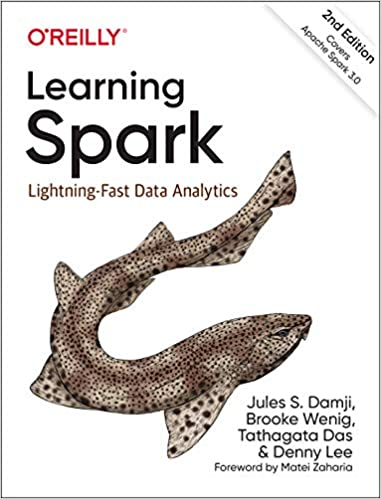 O'REILLY®
2nd Edition
Covers
Apache Spark 3.0
Learning
Spark
Lightning-Fast Data Analytics
Jules S. Damji,
Brooke Wenig,
Tathagata Das
& Denny Lee
Foreword by Matei Zaharia